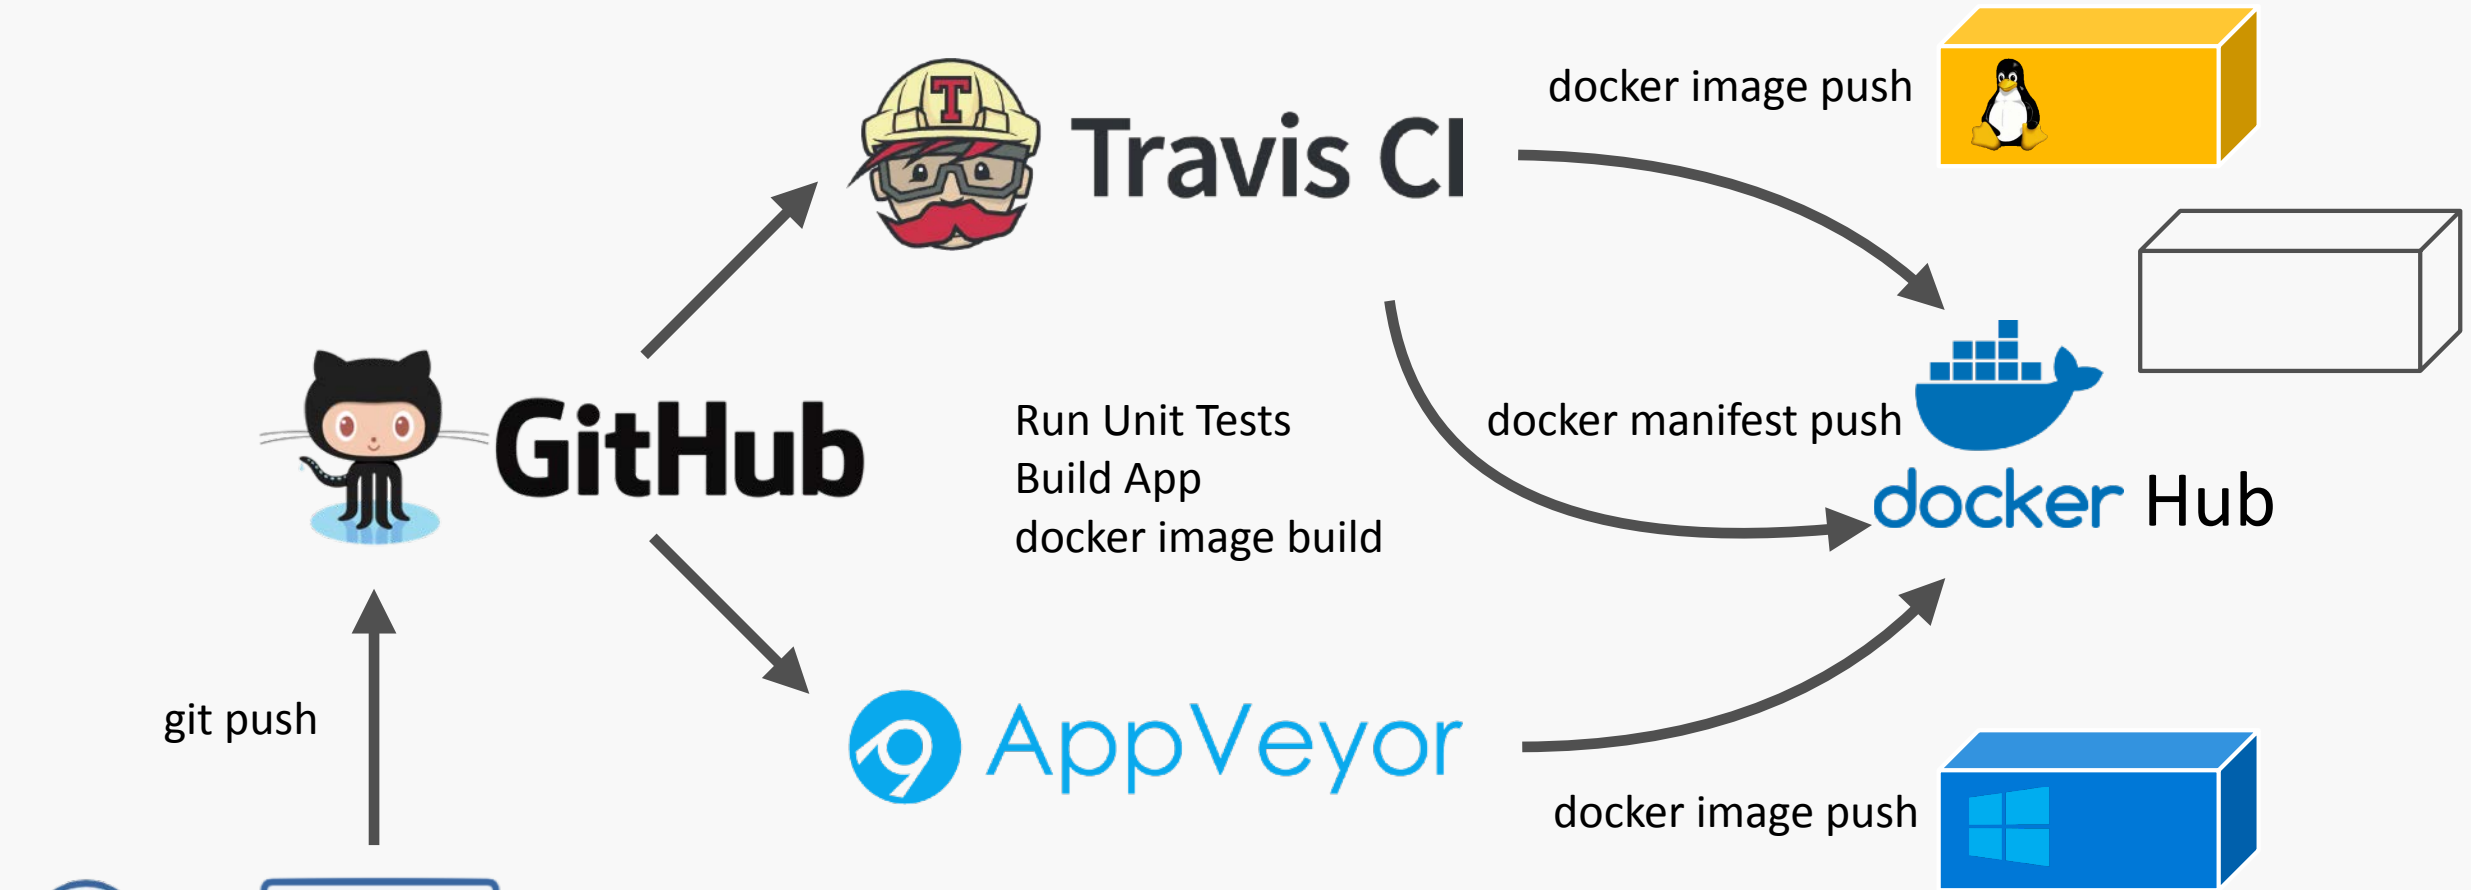 docker image push
T
Travis CI
GitHub
Run Unit Tests
Build App
docker image build
docker manifest push
docker Hub
git push
AppVeyor
docker image push